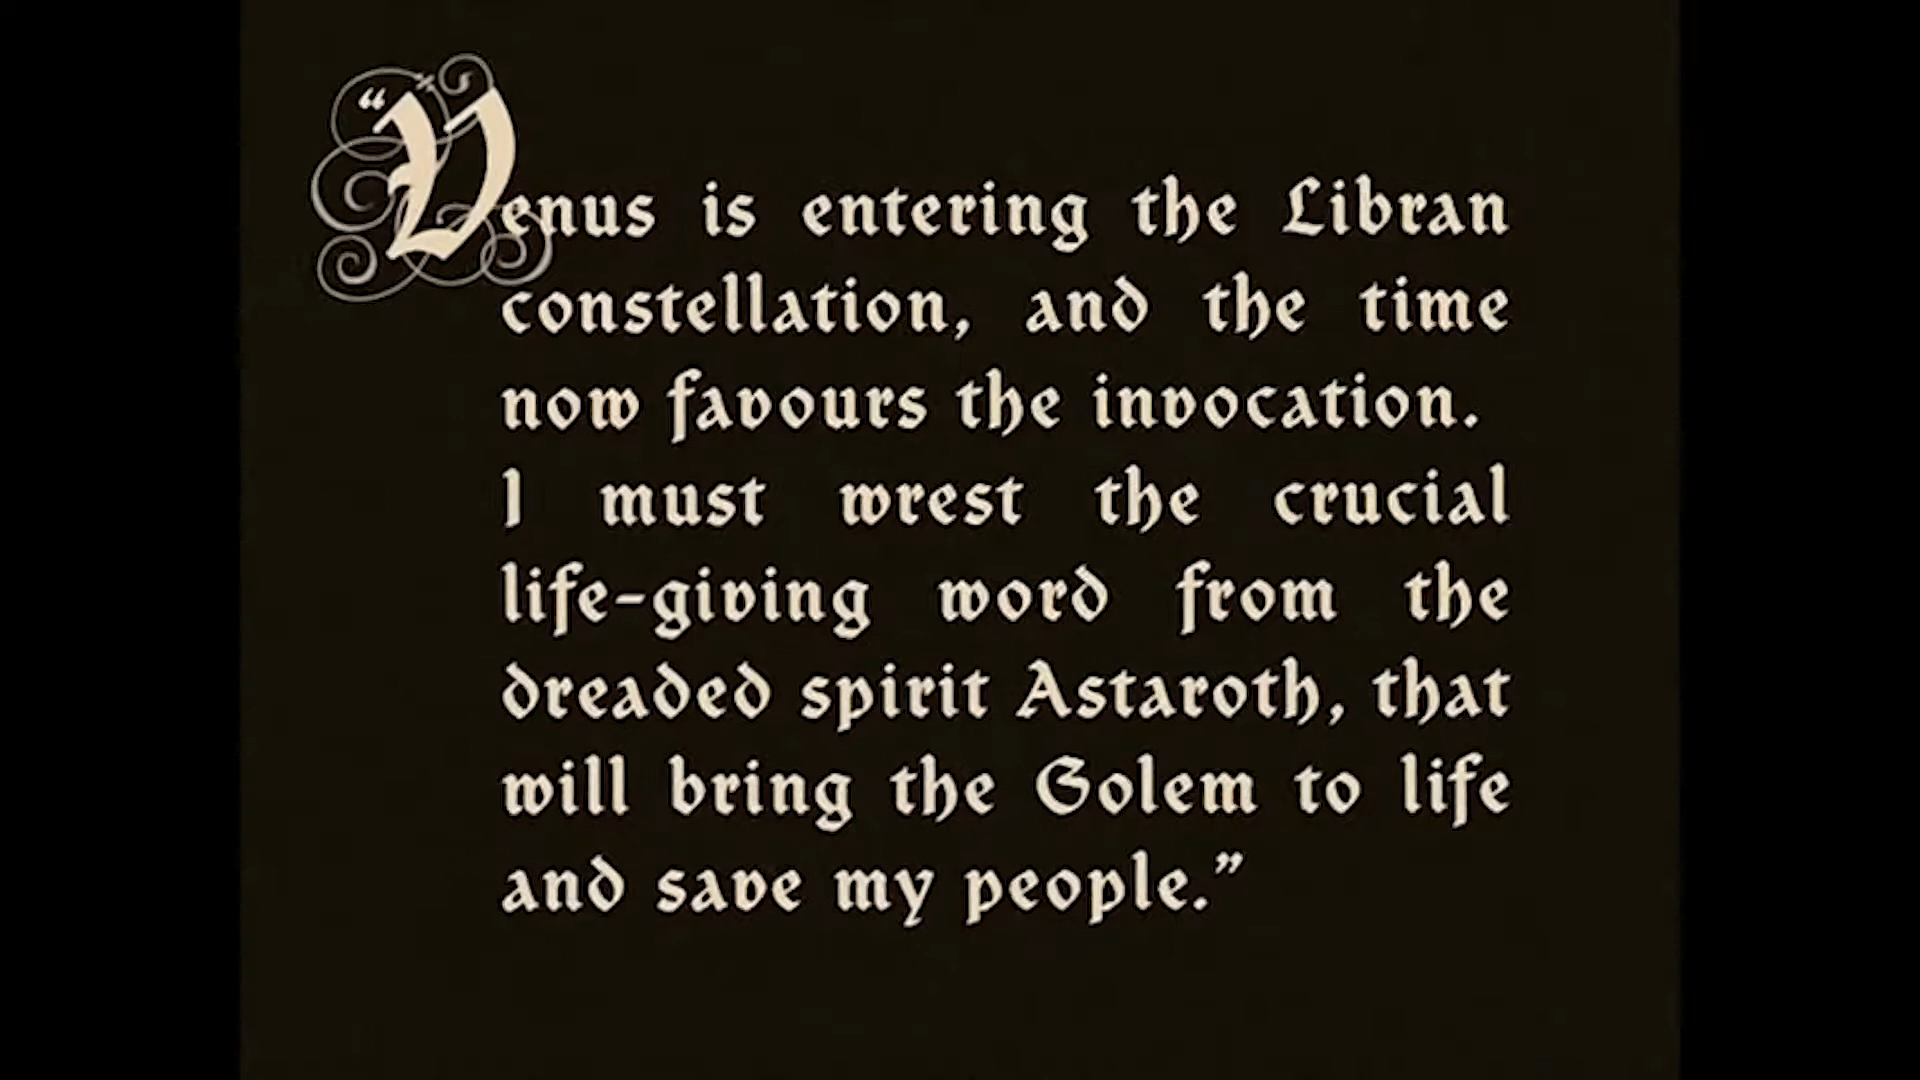 “Venus is entering the Libran
constellation, and the time
now favours the invocation.
I must wrest the crucial
life-giving word from the
dreaded spirit Astaroth, that
will bring the Golem to life
and save my people.”